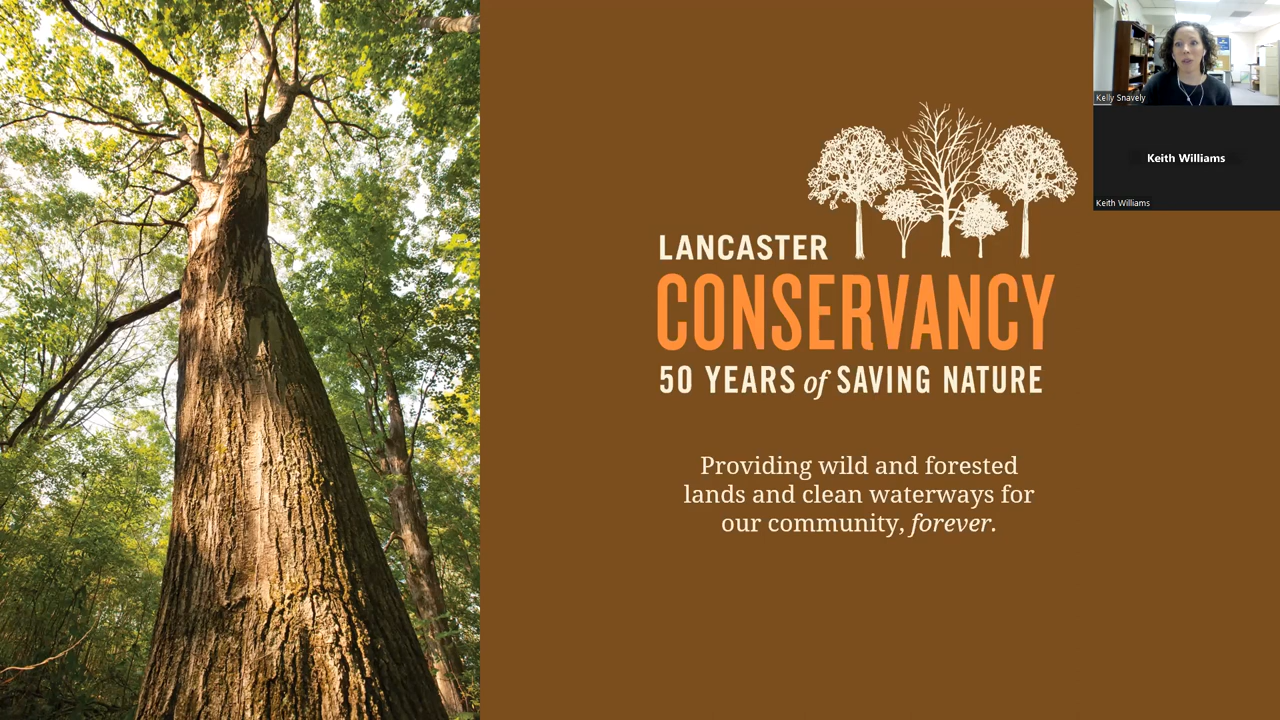 LANCASTER
CONSERVANCY
50 YEARS of SAVING NATURE
Providing wild and forested
lands and clean waterways for
our community, forever.
Kelly Snavely
Keith Williams
Keith Williams